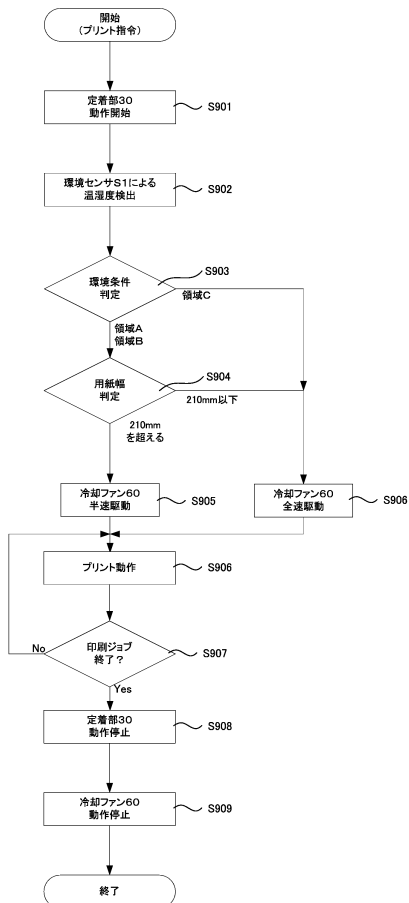 開始
(プリント指令)
定着部30
動作開始
S901
環境センサS1による
温湿度検出
S902
環境条件
判定
S903
領域C
領域A
領域B
用紙幅
判定
S904
210mm以下
210mm
を超える
冷却ファン60
半速駆動
S905
冷却ファン60
全速駆動
S906
プリント動作
S906
印刷ジョブ
終了？
S907
No
Yes
定着部30
動作停止
S908
冷却ファン60
動作停止
S909
終了